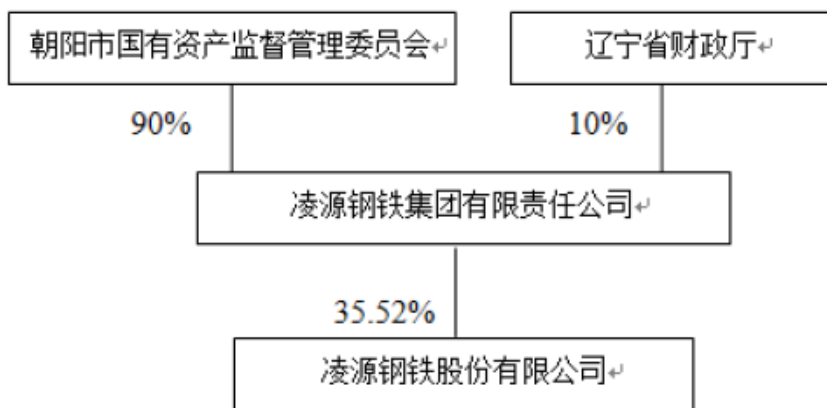 朝阳市国有资产监督管理委员会
辽宁省财政厅
90%
10%
凌源钢铁集团有限责任公司
35.52%
凌源钢铁股份有限公司